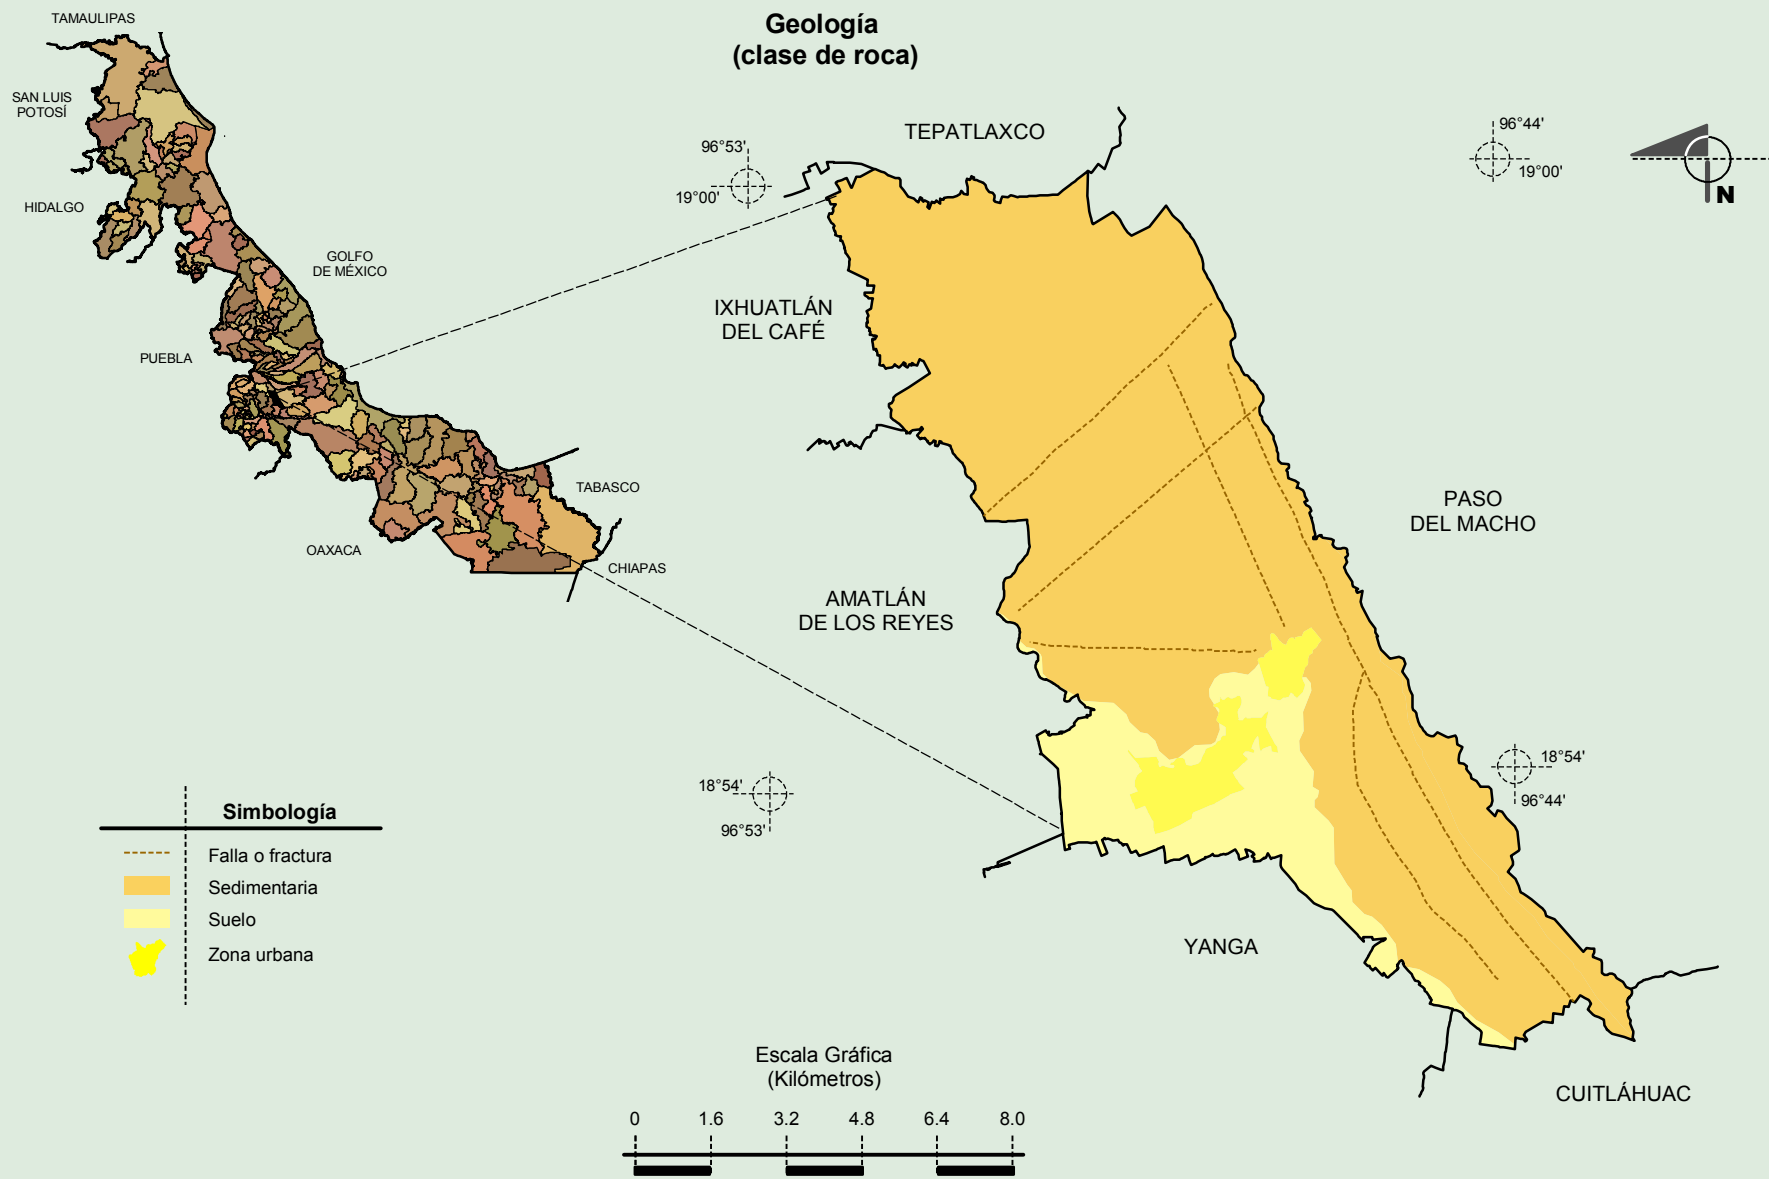 Geología
(clase de roca)
TAMAULIPAS
SAN LUIS
POTOSÍ
HIDALGO
GOLFO
DE MÉXICO
PUEBLA
OAXACA
TABASCO
CHIAPAS
96°53'
19°00'
TEPATLAXCO
96°44'
19°00'
N
IXHUATLÁN
DEL CAFÉ
PASO
DEL MACHO
AMATLÁN
DE LOS REYES
18°54'
96°53'
18°54'
96°44'
YANGA
CUITLÁHUAC
Simbología
Falla o fractura
Sedimentaria
Suelo
Zona urbana
Escala Gráfica
(Kilómetros)
0 1.6 3.2 4.8 6.4 8.0